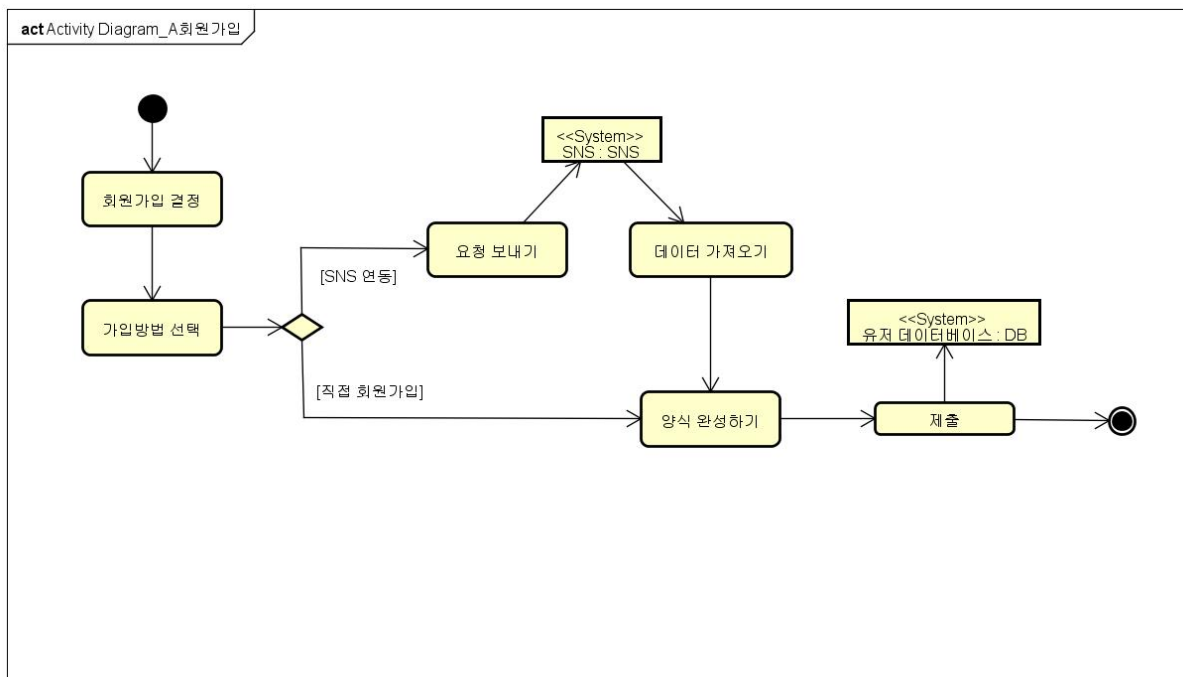 act Activity Diagram_A회원가입
<<System>>
SNS : SNS
회원가입 결정
요청 보내기
데이터 가져오기
[SNS 연동]
가입방법 선택
<<System>>
유저 데이터베이스 : DB
[직접 회원가입]
양식 완성하기
제출